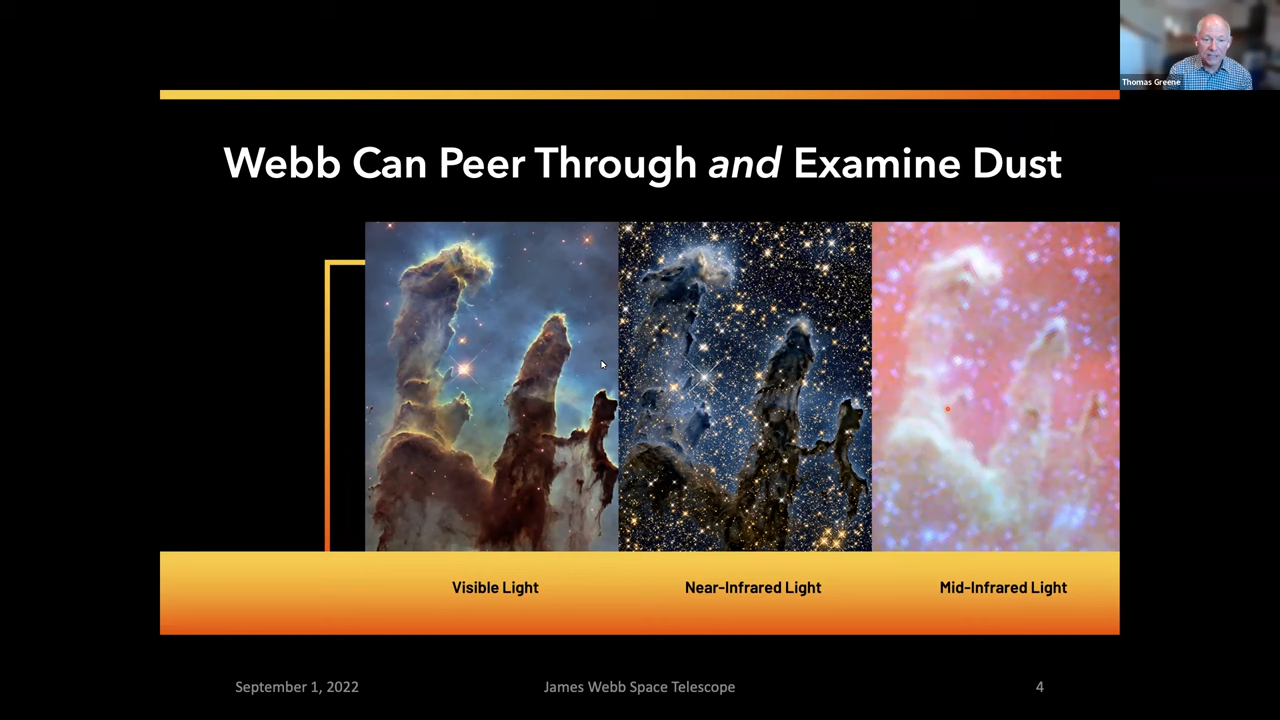 Thomas Greene
Webb Can Peer Through and Examine Dust
Visible Light
Near-Infrared Light
Mid-Infrared Light
September 1, 2022
James Webb Space Telescope
4